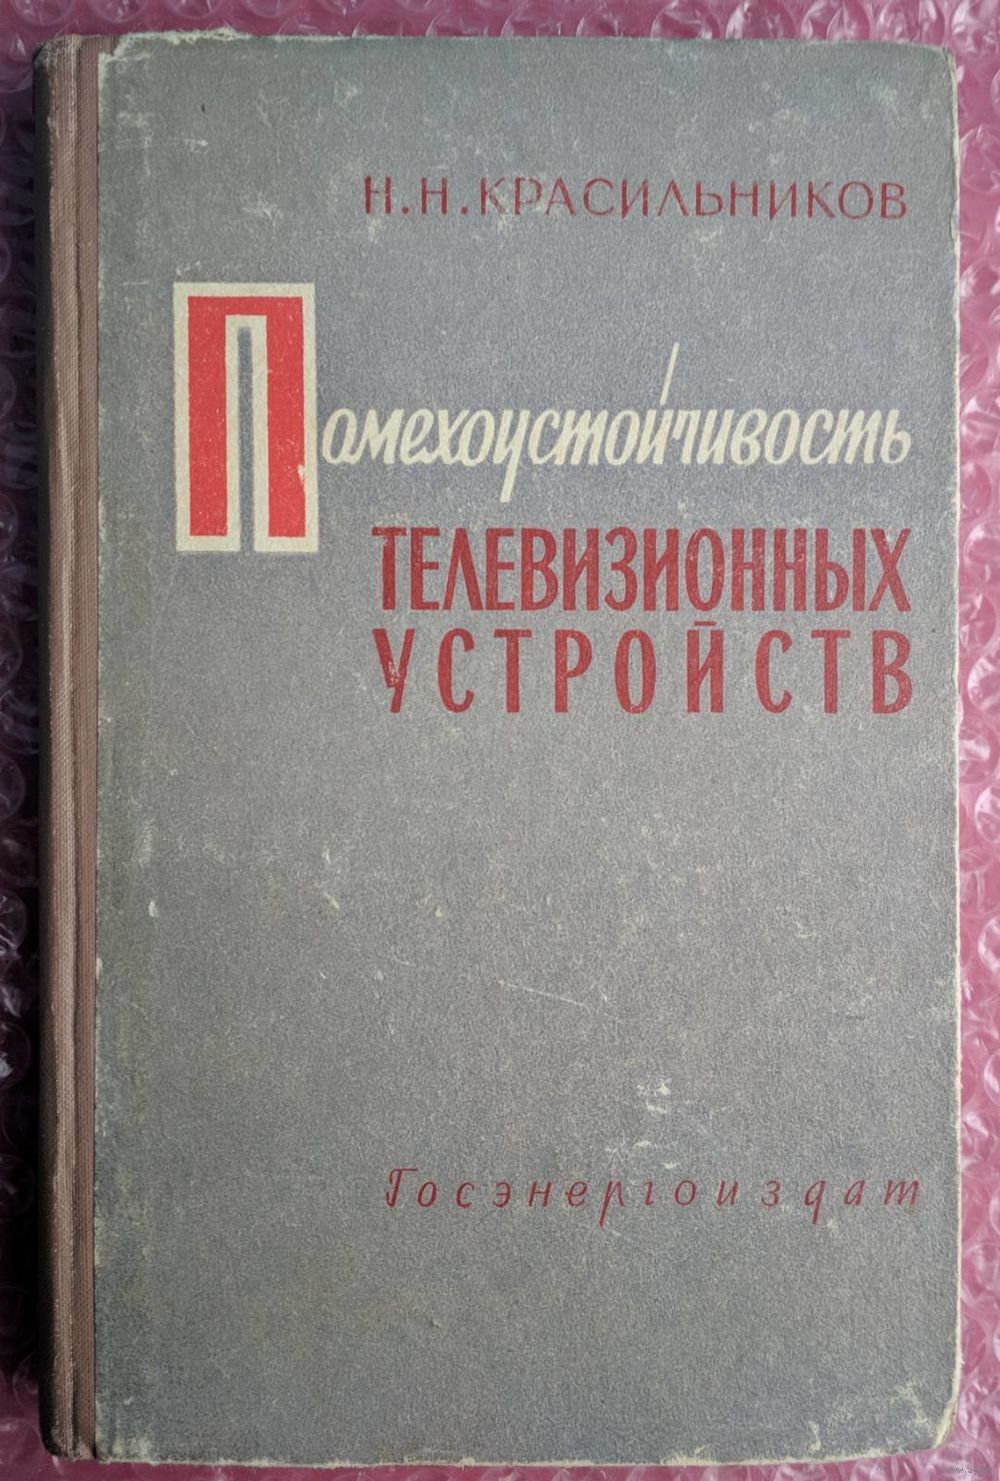 Н.Н.КРАСИЛЬНИКОВ
Помехоустойчивость
ТЕЛЕВИЗИОННЫХ
УСТРОЙСТВ
Госэнергоиздат